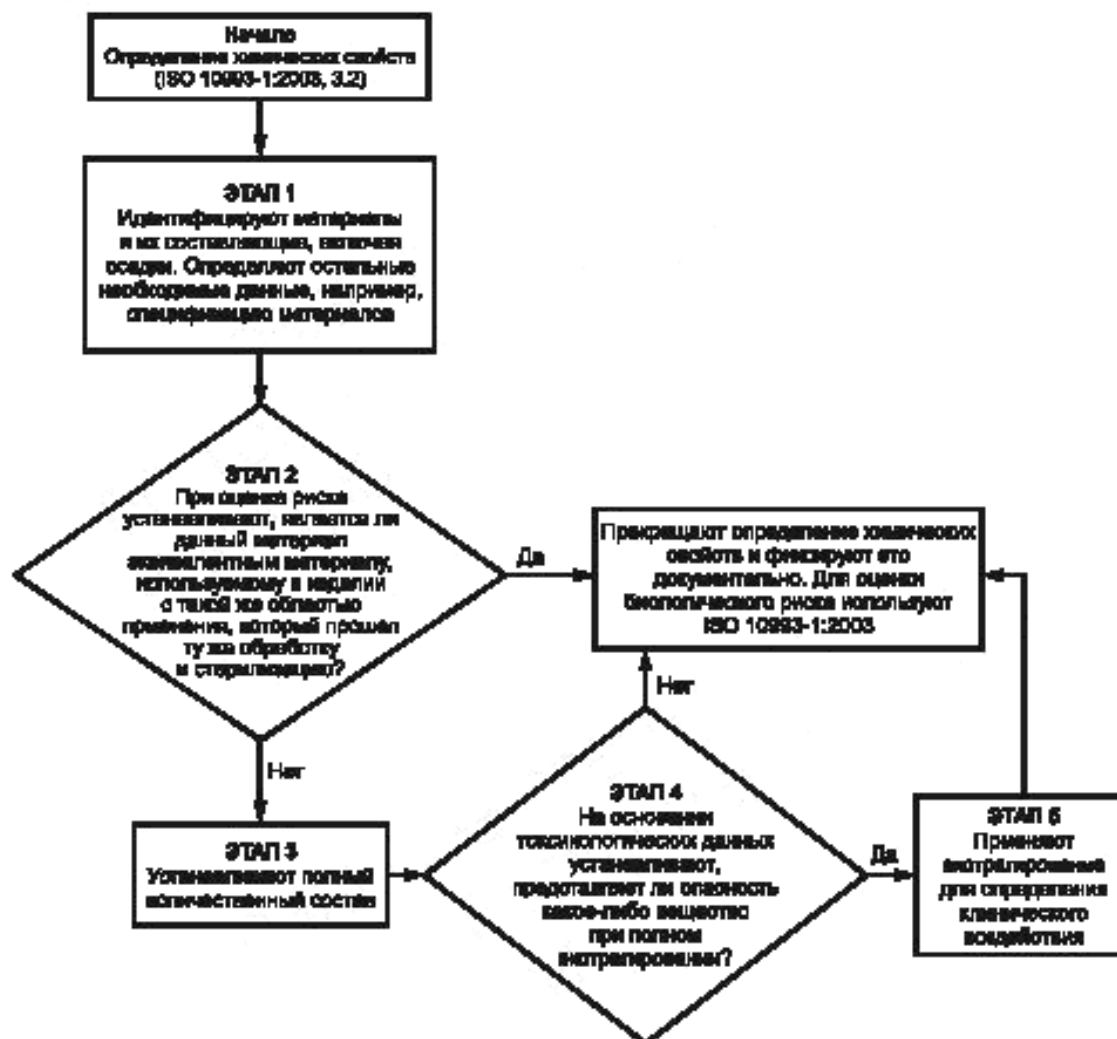 Начало
Определение химических свойств
(ISO 10993-1:2003, 3.2)
ЭТАП 1
Идентифицируют материалы
и их составляющие, включая
осадки. Определяют остальные
необходимые данные, например,
спецификацию материалов
ЭТАП 2
При оценке риска
устанавливают, является ли
данный материал
эквивалентным материалу,
используемому в изделии
с такой же областью
применения, который прошел
ту же обработку
и стерилизацию?
Да
Прекращают определение химических
свойств и фиксируют это
документально. Для оценки
биологического риска используют
ISO 10993-1:2003
Нет
Нет
ЭТАП 3
Устанавливают полный
количественный состав
ЭТАП 4
На основании
токсикологических данных
устанавливают,
представляет ли опасность
какое-либо вещество
при полном
экстрагировании?
Да
ЭТАП 5
Применяют
экстрагирование
для определения
клинического
воздействия